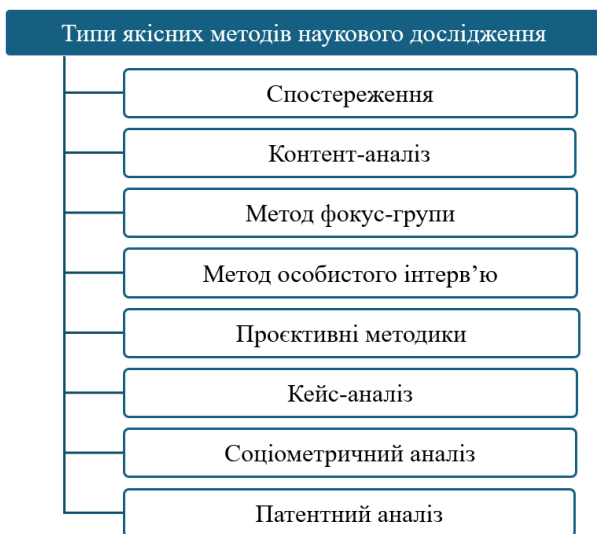 Типи якісних методів наукового дослідження
Спостереження
Контент-аналіз
Метод фокус-групи
Метод особистого інтерв’ю
Проєктивні методики
Кейс-аналіз
Соціометричний аналіз
Патентний аналіз